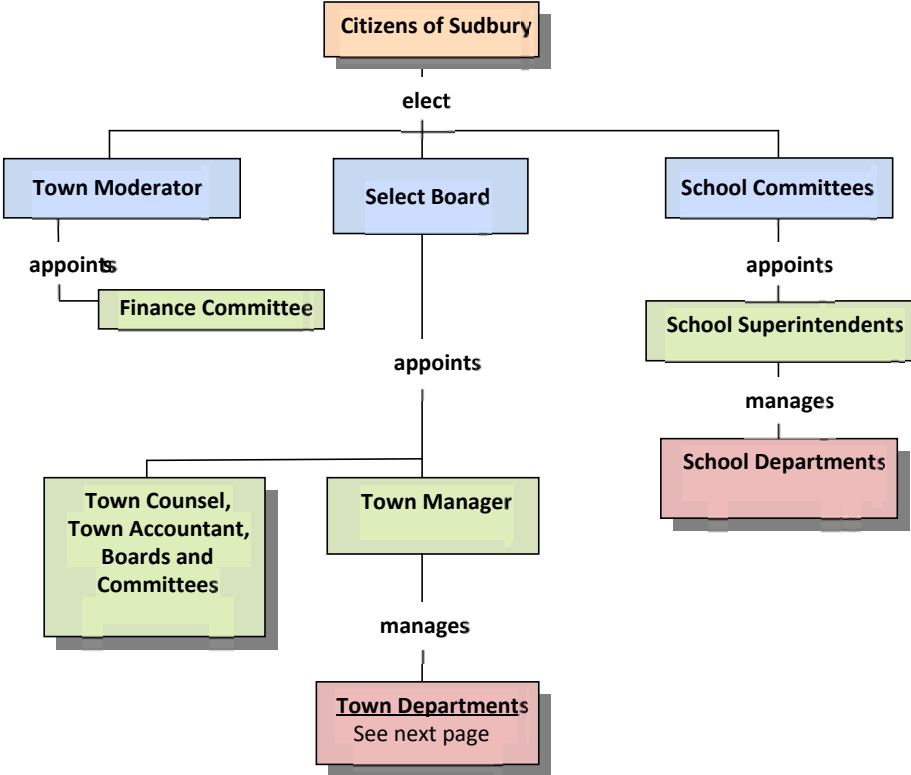 Citizens of Sudbury
elect
Town Moderator
Select Board
School Committees
appoints
appoints
Finance Committee
School Superintendents
appoints
manages
School Departments
Town Counsel,
Town Accountant,
Boards and
Committees
Town Manager
manages
Town Departments
See next page